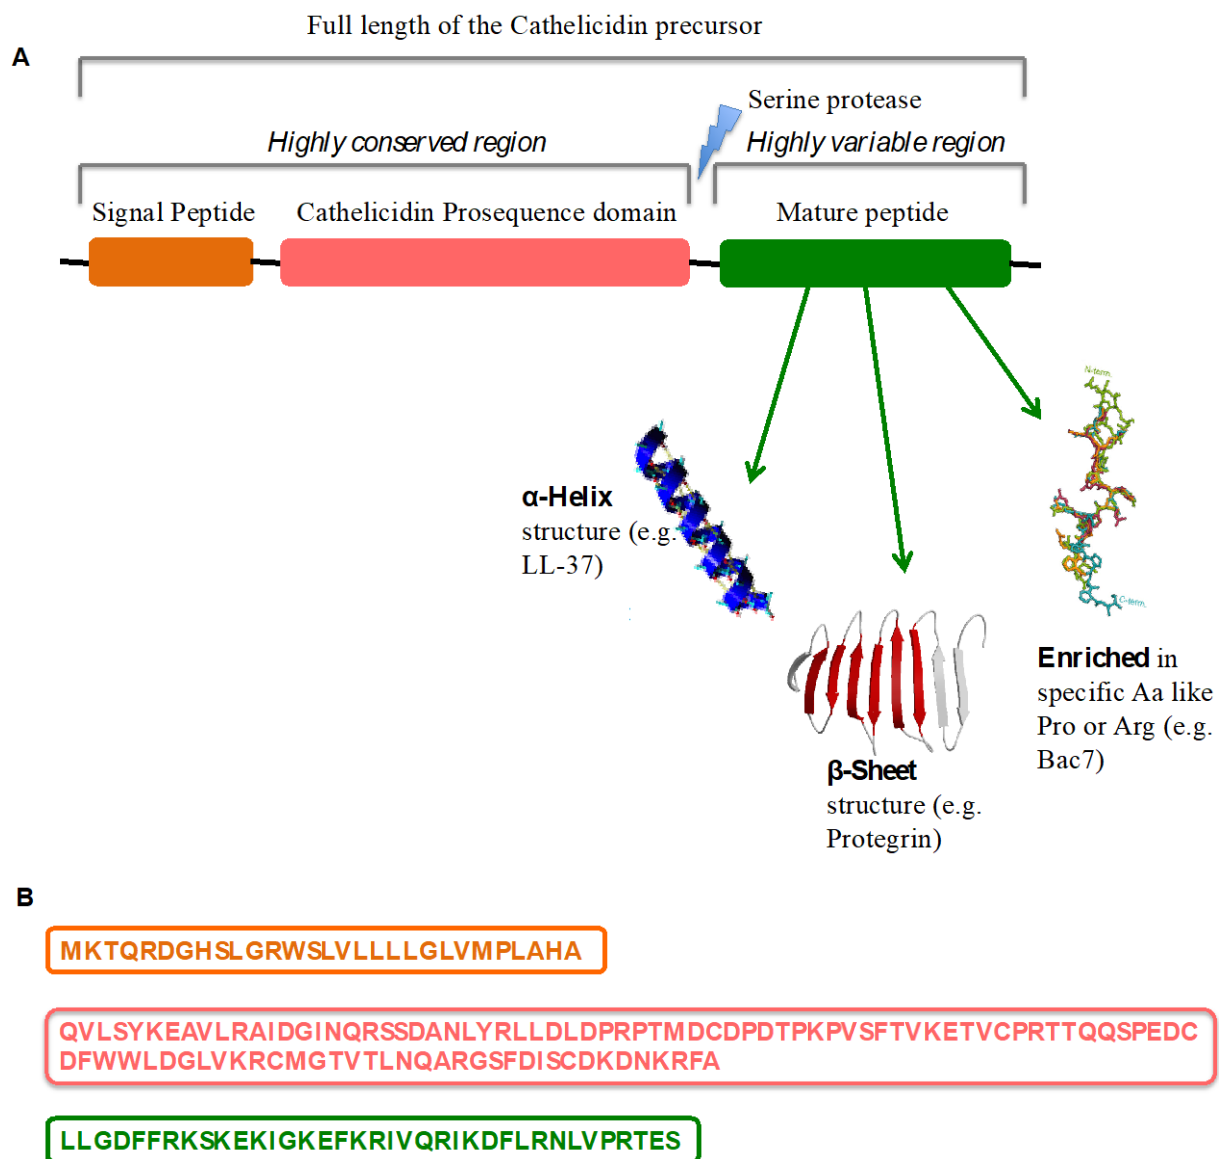 Full length of the Cathelicidin precursor
A
Serine protease
Highly conserved region
Highly variable region
Signal Peptide
Cathelicidin Prosequence domain
Mature peptide
N-term.
α-Helix
structure (e.g.
LL-37)
C-term.
Enriched in
specific Aa like
Pro or Arg (e.g.
Bac7)
β-Sheet
structure (e.g.
Protegrin)
B
MKTQRDGHSLGRWSLVLLLLGLVMPLAHA
QVLSYKEAVLRAIDGINQRSSDANLYRLLDLDPRPTMDCDPDTPKPVSFTVKETVCPRTTQQSPEDC
DFWWLDGLVKRCMGTVTLNQARGSFDISCDKDNKRFA
LLGDFFRKSKEKIGKEFKRIVQRIKDFLRNLVPRTES